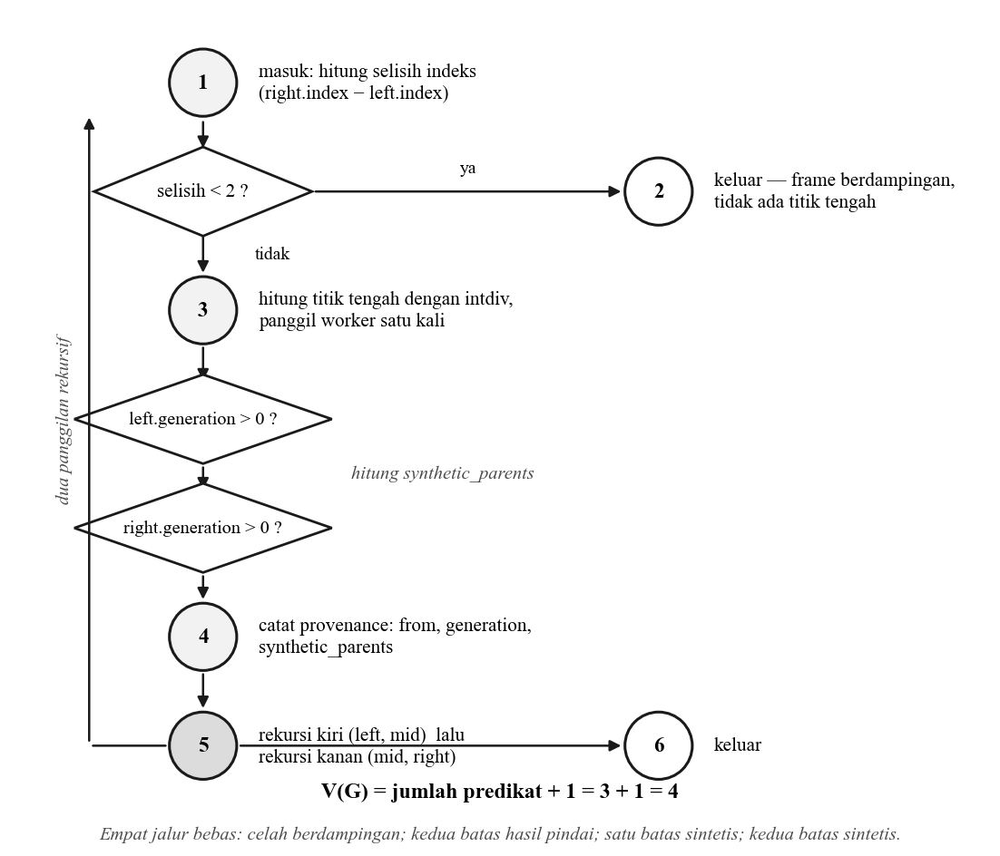 1
masuk: hitung selisih indeks
(right.index − left.index)
selisih < 2 ?
ya
2
keluar — frame berdampingan,
tidak ada titik tengah
tidak
3
hitung titik tengah dengan intdiv,
panggil worker satu kali
dua panggilan rekursif
left.generation > 0 ?
hitung synthetic_parents
right.generation > 0 ?
4
catat provenance: from, generation,
synthetic_parents
5
rekursi kiri (left, mid)  lalu
rekursi kanan (mid, right)
6
keluar
V(G) = jumlah predikat + 1 = 3 + 1 = 4
Empat jalur bebas: celah berdampingan; kedua batas hasil pindai; satu batas sintetis; kedua batas sintetis.